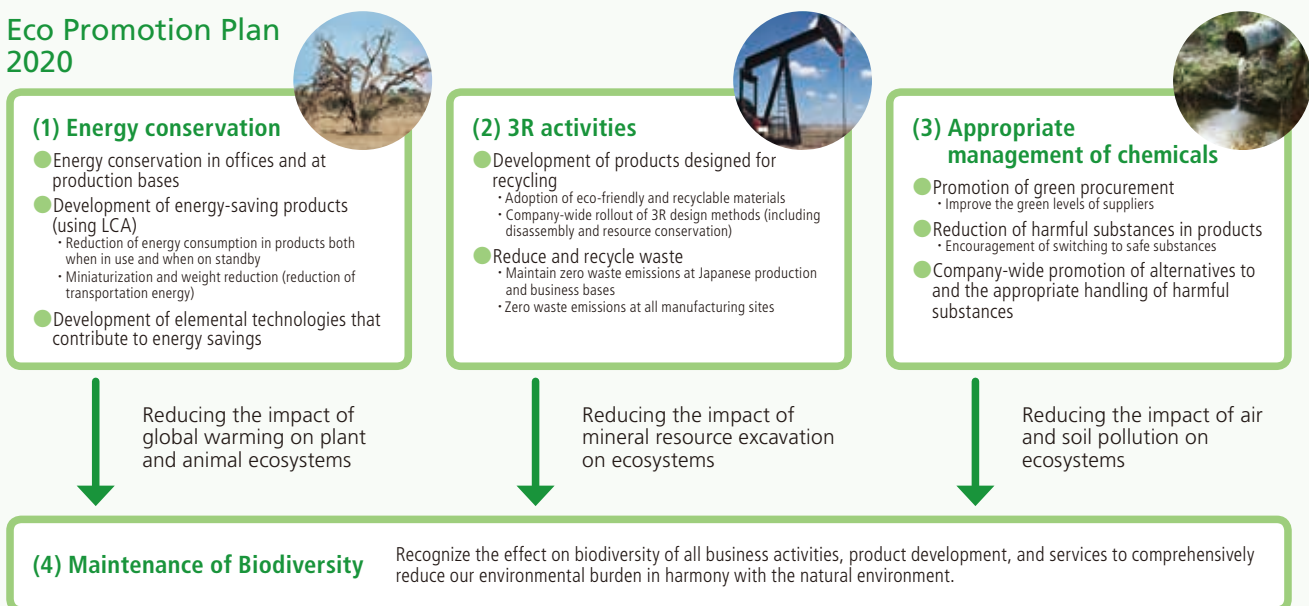 Eco Promotion Plan
2020
(1) Energy conservation
●Energy conservation in offices and at
production bases
●Development of energy-saving products
(using LCA)
・Reduction of energy consumption in products both
when in use and when on standby
・Miniaturization and weight reduction (reduction of
transportation energy)
●Development of elemental technologies that
contribute to energy savings
(2) 3R activities
●Development of products designed for
recycling
・Adoption of eco-friendly and recyclable materials
・Company-wide rollout of 3R design methods (including
disassembly and resource conservation)
●Reduce and recycle waste
・Maintain zero waste emissions at Japanese production
and business bases
・Zero waste emissions at all manufacturing sites
(3) Appropriate
management of chemicals
●Promotion of green procurement
・Improve the green levels of suppliers
●Reduction of harmful substances in products
・Encouragement of switching to safe substances
●Company-wide promotion of alternatives to
and the appropriate handling of harmful
substances
Reducing the impact of
global warming on plant
and animal ecosystems
Reducing the impact of
mineral resource excavation
on ecosystems
Reducing the impact of air
and soil pollution on
ecosystems
(4) Maintenance of Biodiversity
Recognize the effect on biodiversity of all business activities, product development, and services to comprehensively
reduce our environmental burden in harmony with the natural environment.